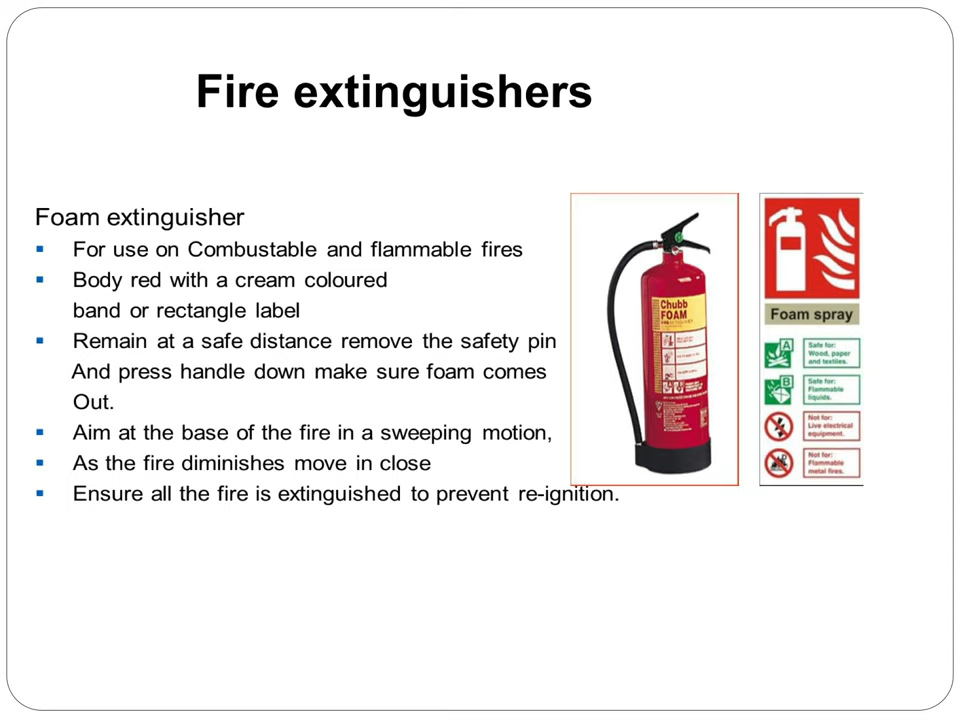 Fire extinguishers
Foam extinguisher
For use on Combustable and flammable fires
Body red with a cream coloured
band or rectangle label
Remain at a safe distance remove the safety pin
And press handle down make sure foam comes
Out.
Aim at the base of the fire in a sweeping motion,
As the fire diminishes move in close
Ensure all the fire is extinguished to prevent re-ignition.
Chubb
FOAM
Foam spray
A
Safe for:
Wood, paper
and textiles.
B
Safe for:
Flammable
liquids.
Not for:
Live electrical
equipment.
Not for:
Flammable
metal fires.